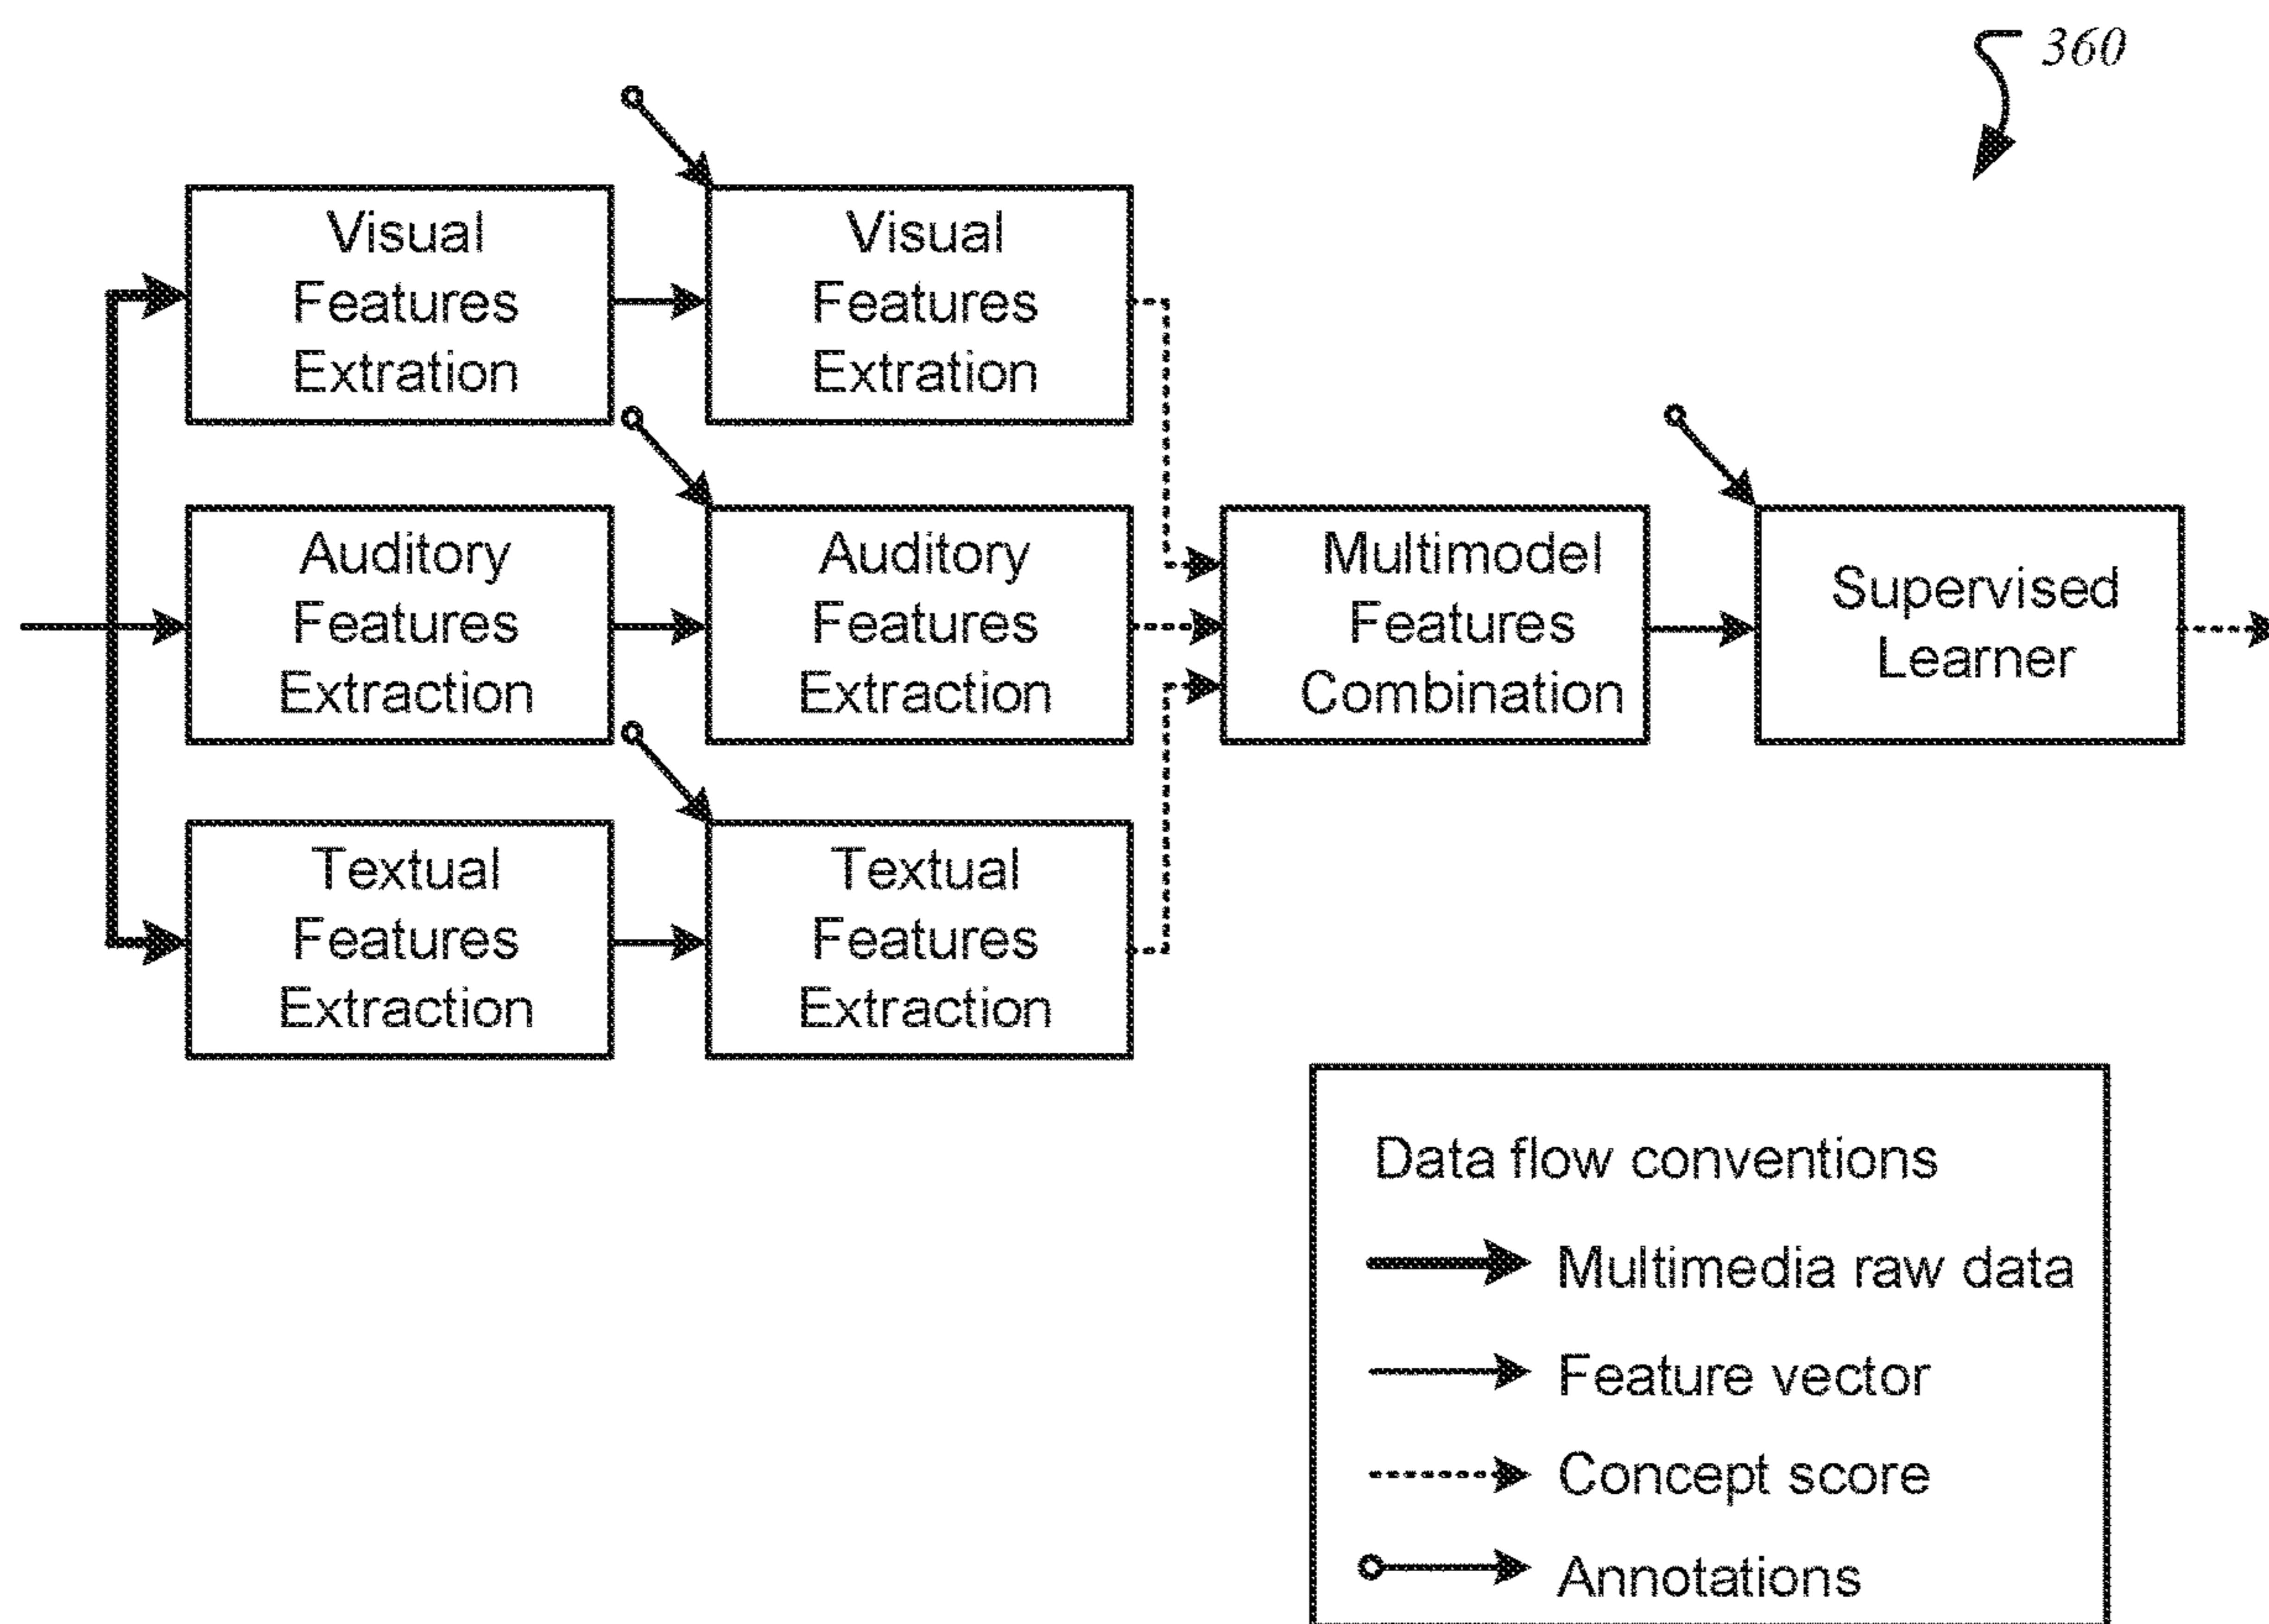 360
Visual
Features
Extration
Visual
Features
Extration
Auditory
Features
Extraction
Auditory
Features
Extraction
Multimodel
Features
Combination
Supervised
Learner
Textual
Features
Extraction
Textual
Features
Extraction
Data flow conventions
Multimedia raw data
Feature vector
Concept score
Annotations